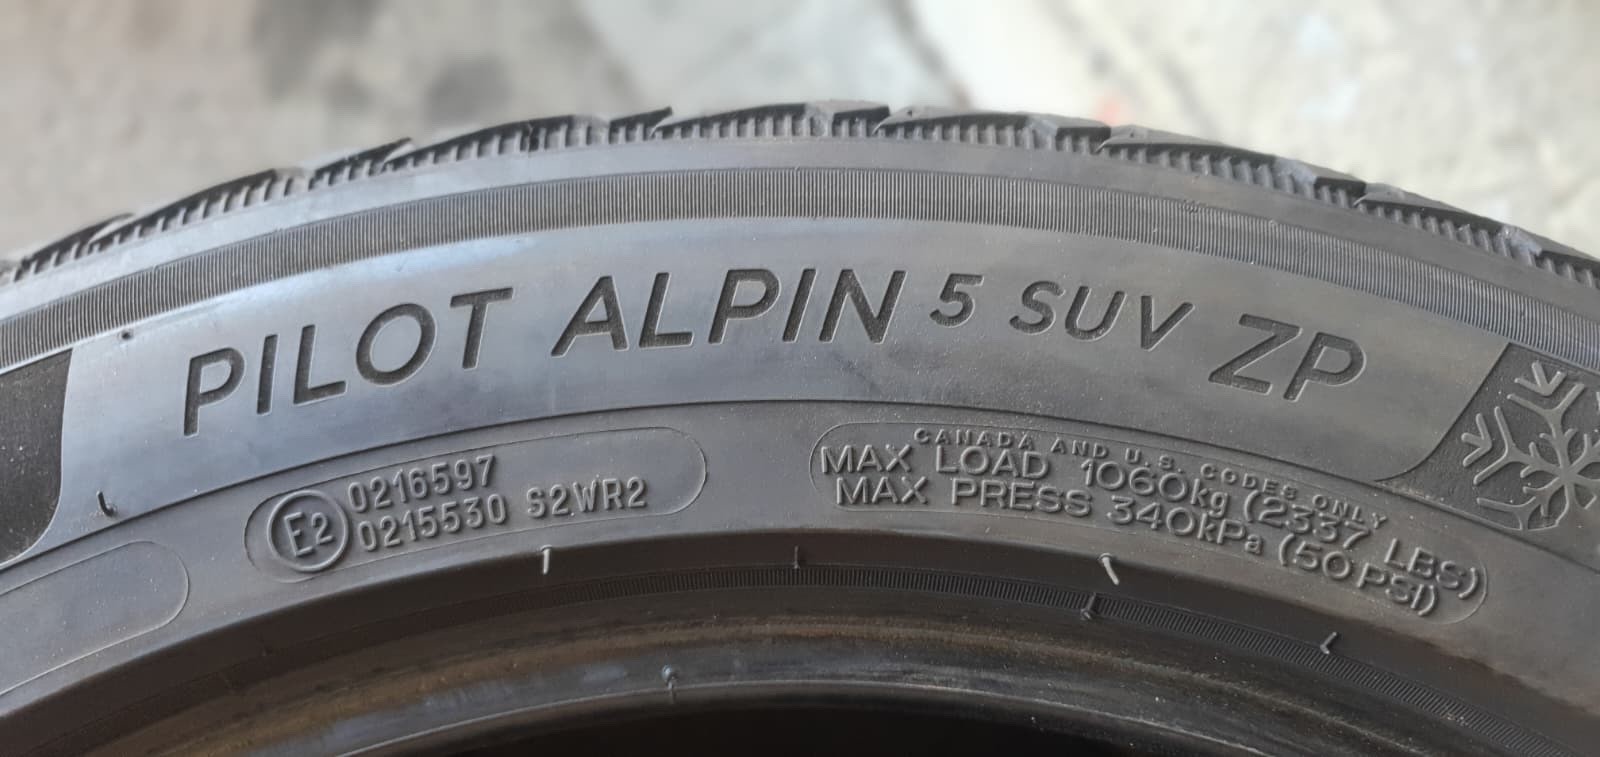 PILOT ALPIN 5 SUV ZP
E2
0216597
0215530 S2WR2
CANADA AND U.S. CODES ONLY
MAX LOAD 1060kg (2337 LBS)
MAX PRESS 340kPa (50 PSI)